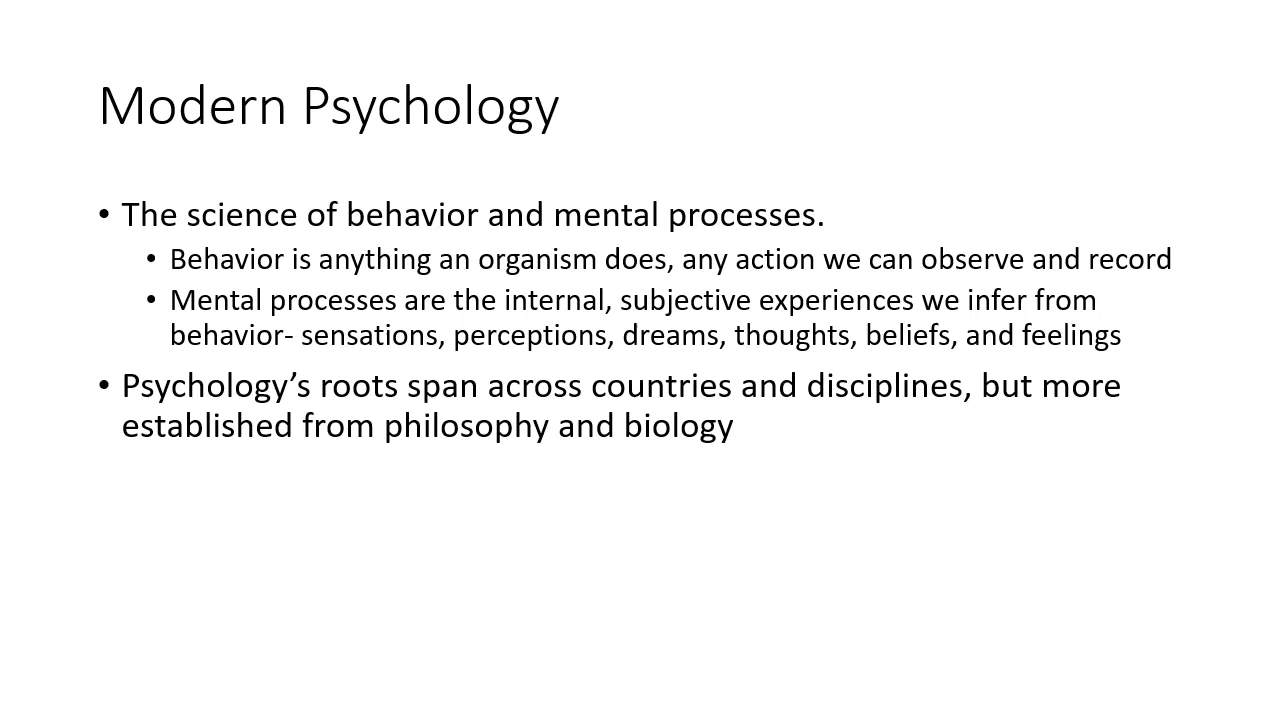 Modern Psychology
• The science of behavior and mental processes.
• Behavior is anything an organism does, any action we can observe and record
• Mental processes are the internal, subjective experiences we infer from
behavior- sensations, perceptions, dreams, thoughts, beliefs, and feelings
• Psychology’s roots span across countries and disciplines, but more
established from philosophy and biology